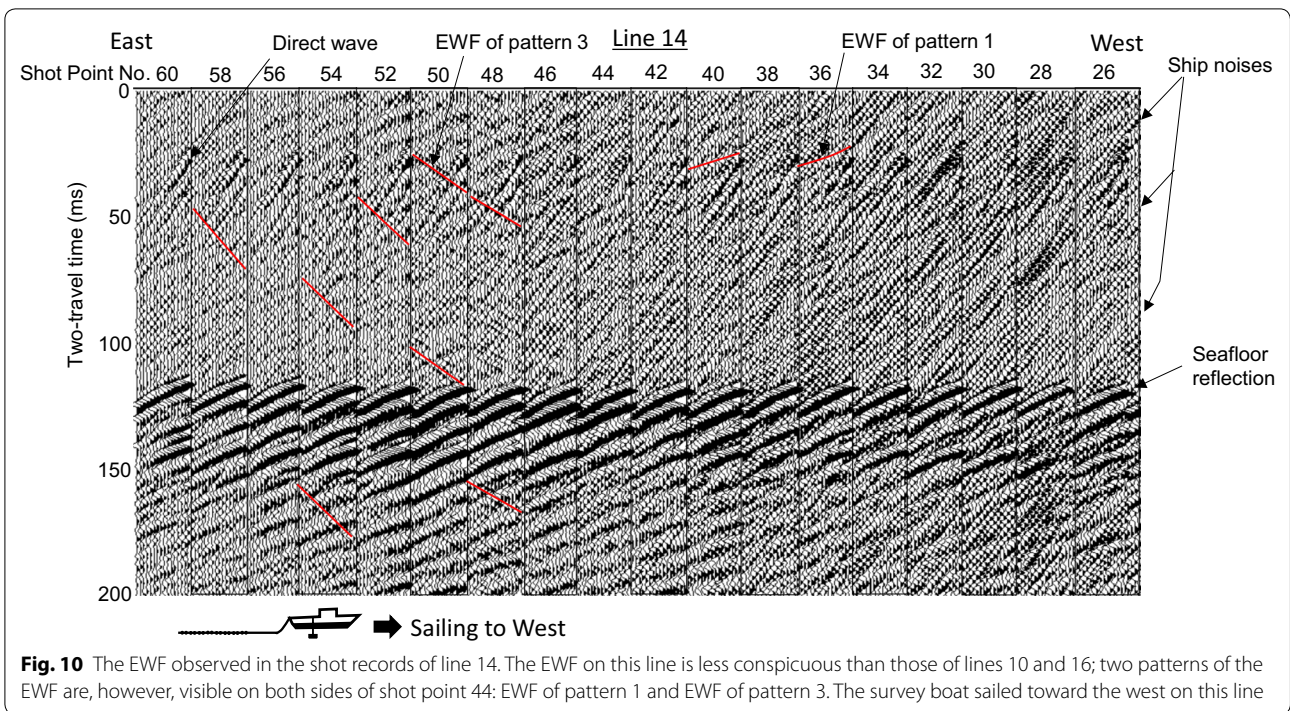 East
Direct wave
EWF of pattern 3
Line 14
EWF of pattern 1
West
Shot Point No. 60 58 56 54 52 50 48 46 44 42 40 38 36 34 32 30 28 26
Ship noises
0
50
100
150
200
Two-travel time (ms)
Seafloor
reflection
Sailing to West
Fig. 10 The EWF observed in the shot records of line 14. The EWF on this line is less conspicuous than those of lines 10 and 16; two patterns of the
EWF are, however, visible on both sides of shot point 44: EWF of pattern 1 and EWF of pattern 3. The survey boat sailed toward the west on this line